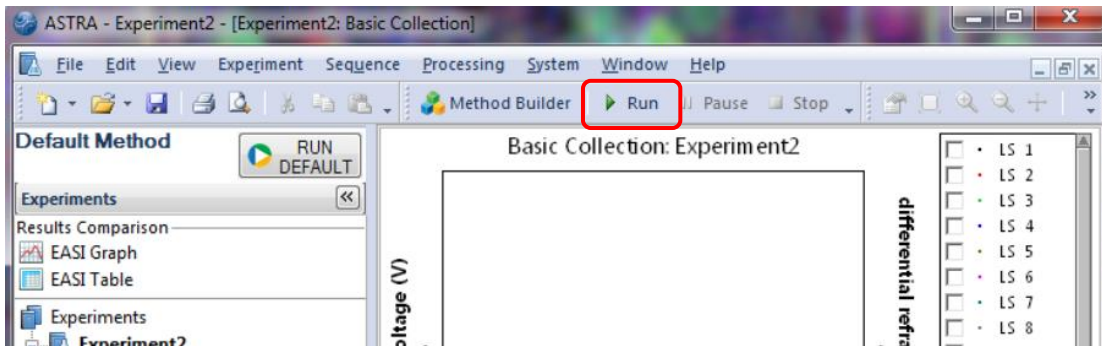 ASTRA - Experiment2 - [Experiment2: Basic Collection]
File Edit View Experiment Sequence Processing System Window Help
Method Builder Run Pause Stop
Default Method
RUN
DEFAULT
Experiments
Results Comparison
EASI Graph
EASI Table
Experiments
Experiment2
Basic Collection: Experiment2
(V)
differential
LS 1
LS 2
LS 3
LS 4
LS 5
LS 6
LS 7
LS 8